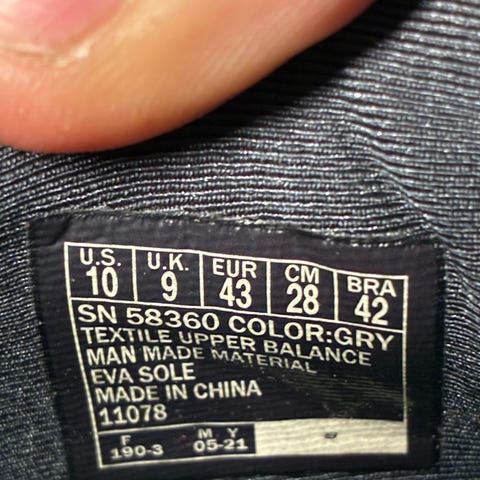 U.S. U.K. EUR CM BRA
10 9 43 28 42
SN 58360 COLOR:GRY
TEXTILE UPPER BALANCE
MAN MADE MATERIAL
EVA SOLE
MADE IN CHINA
11078
F M Y
190-3 05-21